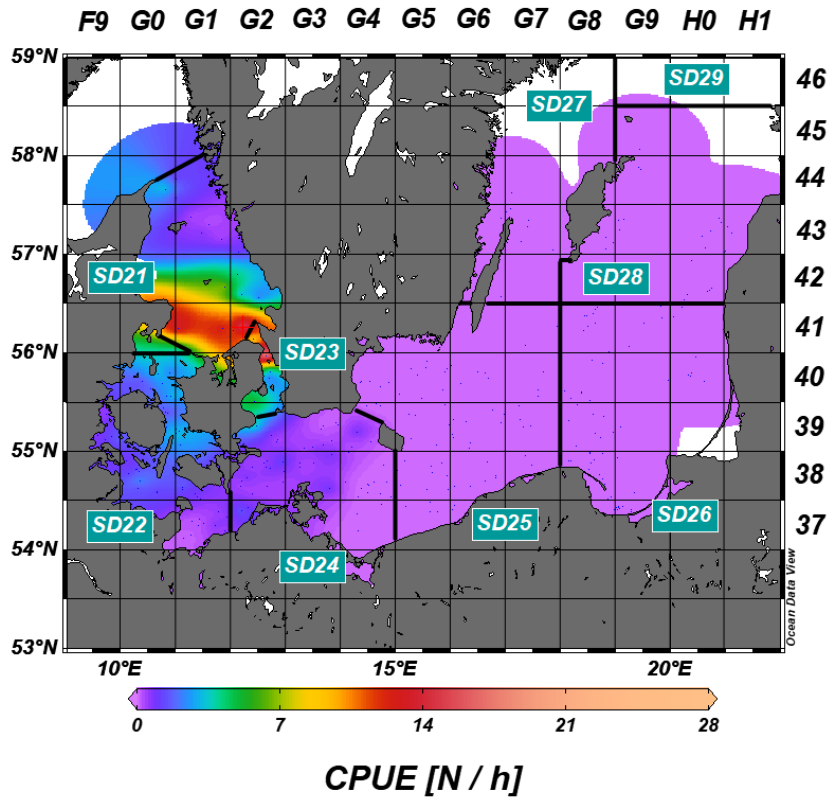 F9 G0 G1 G2 G3 G4 G5 G6 G7 G8 G9 H0 H1
59°N
SD29
46
SD27
45
58°N
44
43
57°N
SD21
SD28
42
41
56°N
SD23
40
39
55°N
38
SD22
SD25
SD26
37
54°N
SD24
Ocean Data View
53°N
10°E 15°E 20°E
0 7 14 21 28
CPUE [N / h]